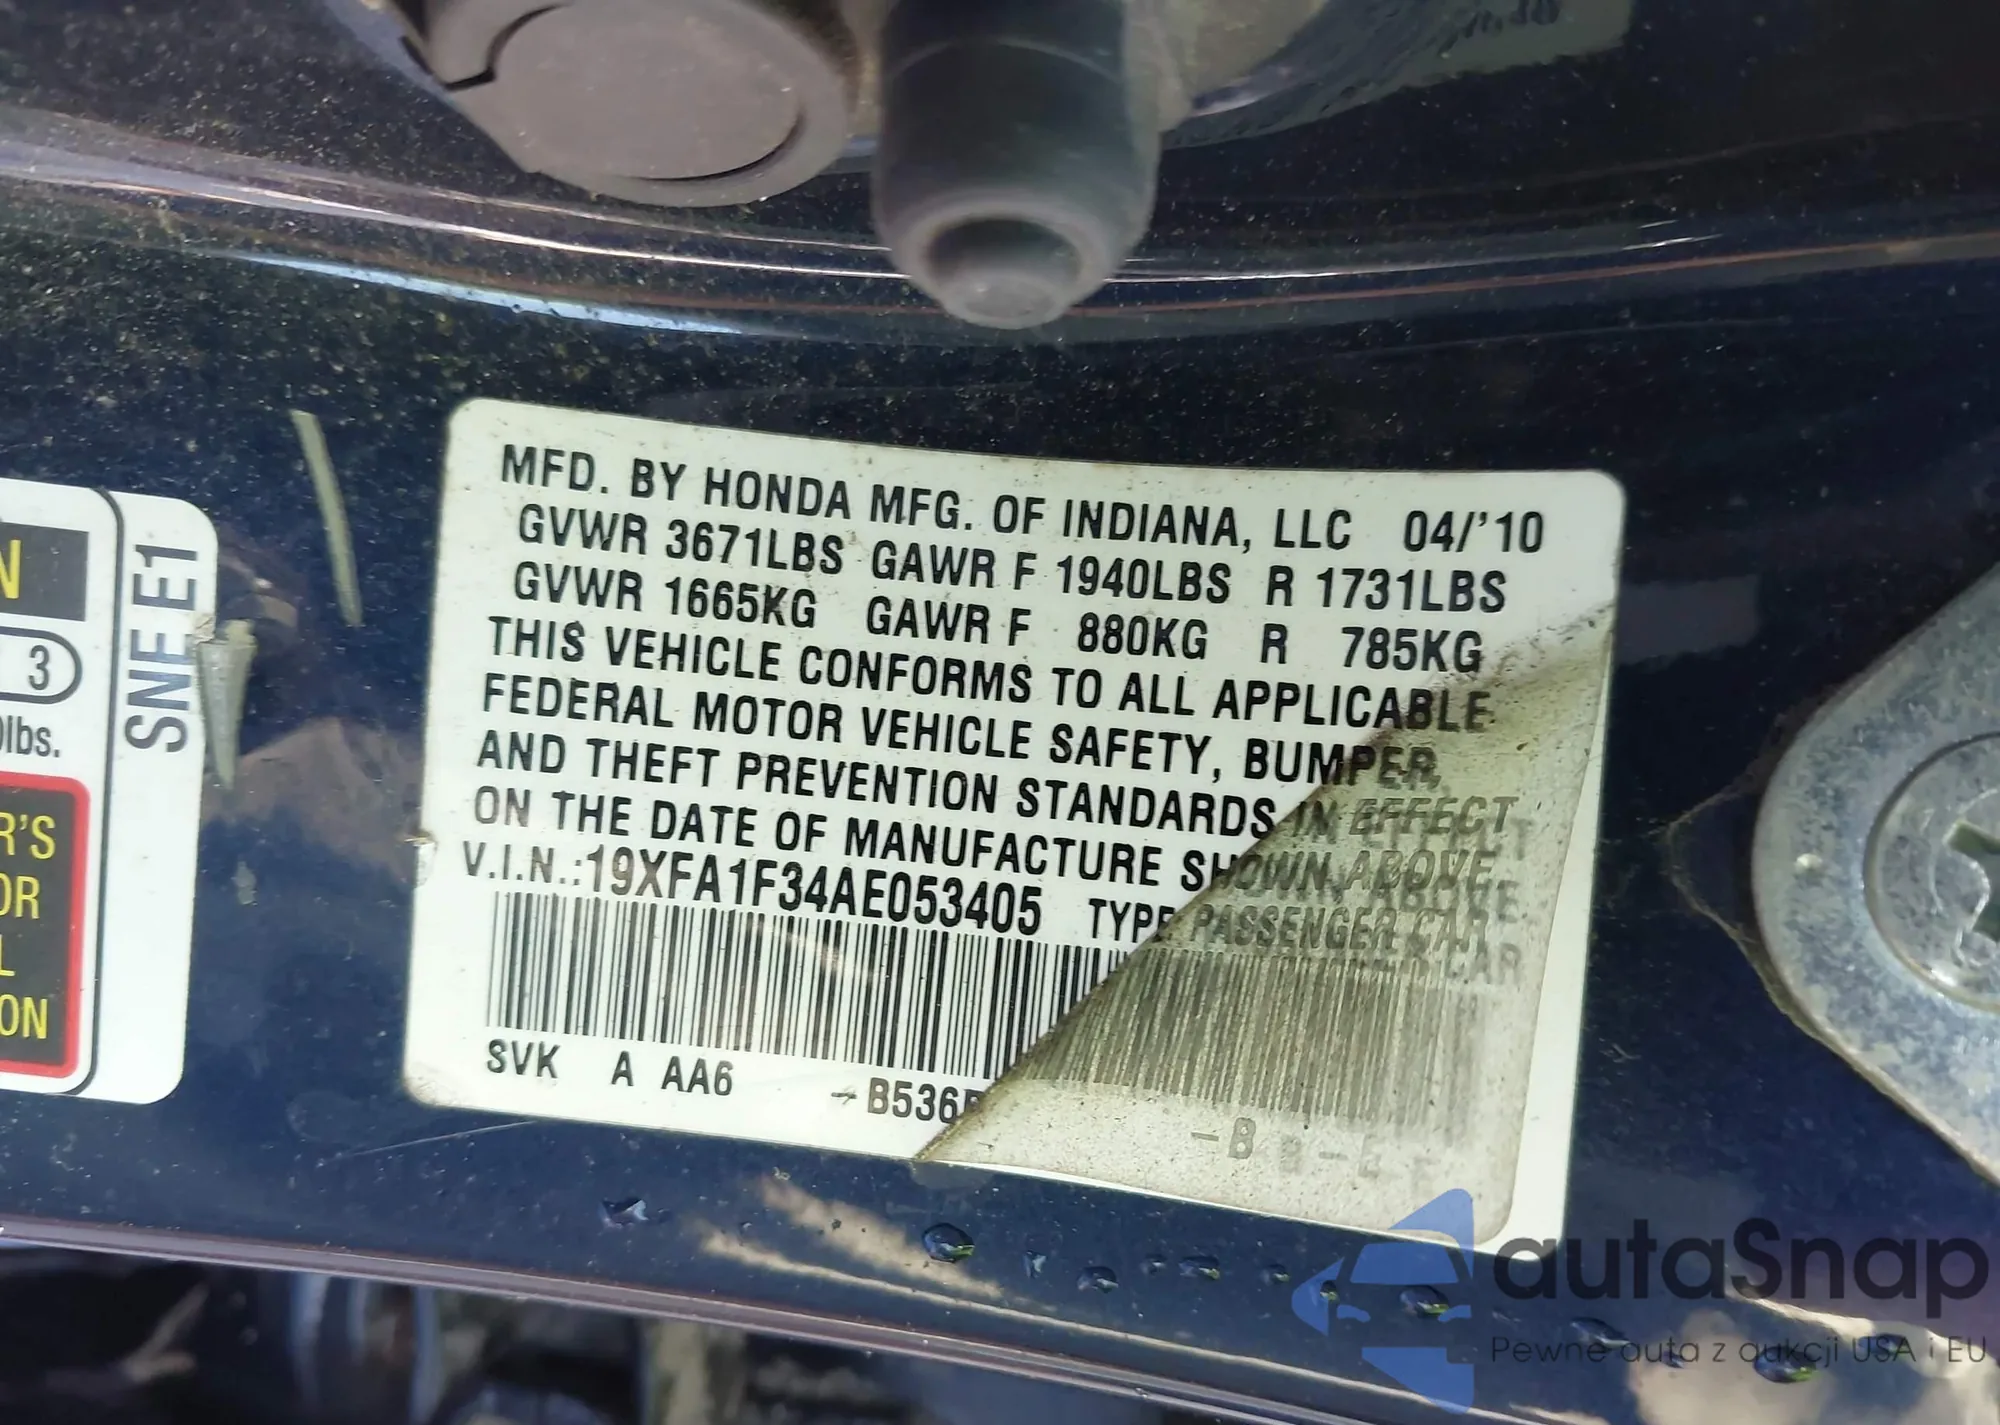 MFD. BY HONDA MFG. OF INDIANA, LLC 04/'10
GVWR 3671LBS GAWR F 1940LBS R 1731LBS
GVWR 1665KG GAWR F 880KG R 785KG
THIS VEHICLE CONFORMS TO ALL APPLICABLE
FEDERAL MOTOR VEHICLE SAFETY, BUMPER,
AND THEFT PREVENTION STANDARDS IN EFFECT
ON THE DATE OF MANUFACTURE SHOWN ABOVE
V.I.N.:19XFA1F34AE053405 TYPE PASSENGER CAR
SVK A AA6 -B536
SNE E1
N
3
lbs.
R'S
OR
L
ON
autaSnap
Pewne auta z aukcji USA i EU